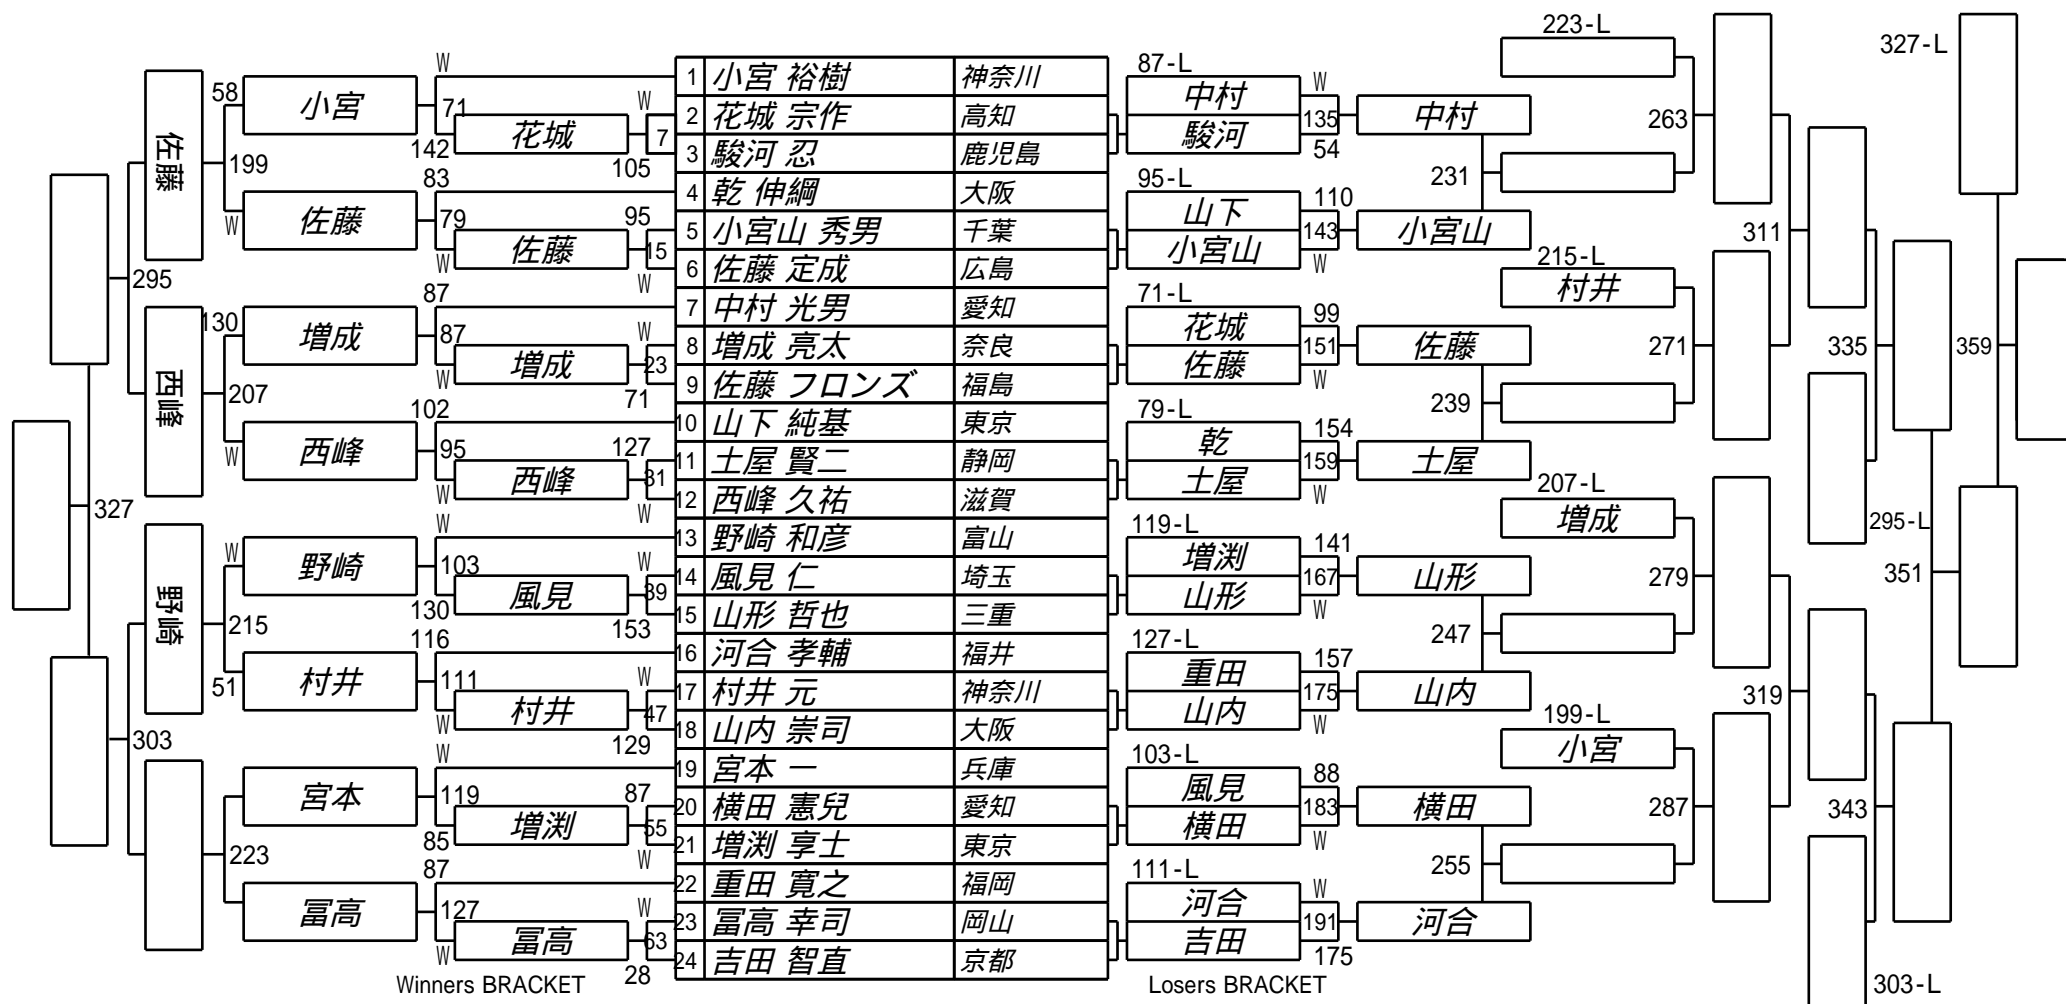 223-L
327-L
W
87-L
58
小宮
71
W
1 小宮 裕樹 神奈川
中村
W
135
中村
263
佐藤
142
花城
7
2 花城 宗作 高知
105
3 駿河 忍 鹿児島
駿河
54
199
83
4 乾 伸綱 大阪
95-L
231
W
佐藤
79
95
山下
110
143
小宮山
311
佐藤
15
5 小宮山 秀男 千葉
小宮山
W
W
W
6 佐藤 定成 広島
215-L
村井
295
87
7 中村 光男 愛知
71-L
130
増成
87
W
花城
99
151
佐藤
271
335
359
増成
23
8 増成 亮太 奈良
佐藤
W
W
71
9 佐藤 フロンズ 福島
西峰
207
102
10 山下 純基 東京
79-L
239
W
西峰
95
127
乾
154
159
土屋
西峰
31
11 土屋 賢二 静岡
土屋
W
W
W
12 西峰 久祐 滋賀
207-L
増成
327
W
13 野崎 和彦 富山
119-L
295-L
W
野崎
103
W
増渕
141
167
山形
279
351
風見
39
14 風見 仁 埼玉
山形
W
130
153
15 山形 哲也 三重
野崎
215
116
16 河合 孝輔 福井
127-L
247
51
村井
111
W
重田
157
175
山内
319
村井
47
17 村井 元 神奈川
山内
W
W
129
18 山内 崇司 大阪
199-L
小宮
303
W
19 宮本 一 兵庫
103-L
宮本
119
87
風見
88
183
横田
287
343
増渕
55
20 横田 憲兒 愛知
横田
W
85
W
21 増渕 享士 東京
223
87
22 重田 寛之 福岡
111-L
255
冨高
127
W
河合
W
191
河合
冨高
63
23 冨高 幸司 岡山
吉田
175
W
28
24 吉田 智直 京都
Winners BRACKET
Losers BRACKET
303-L